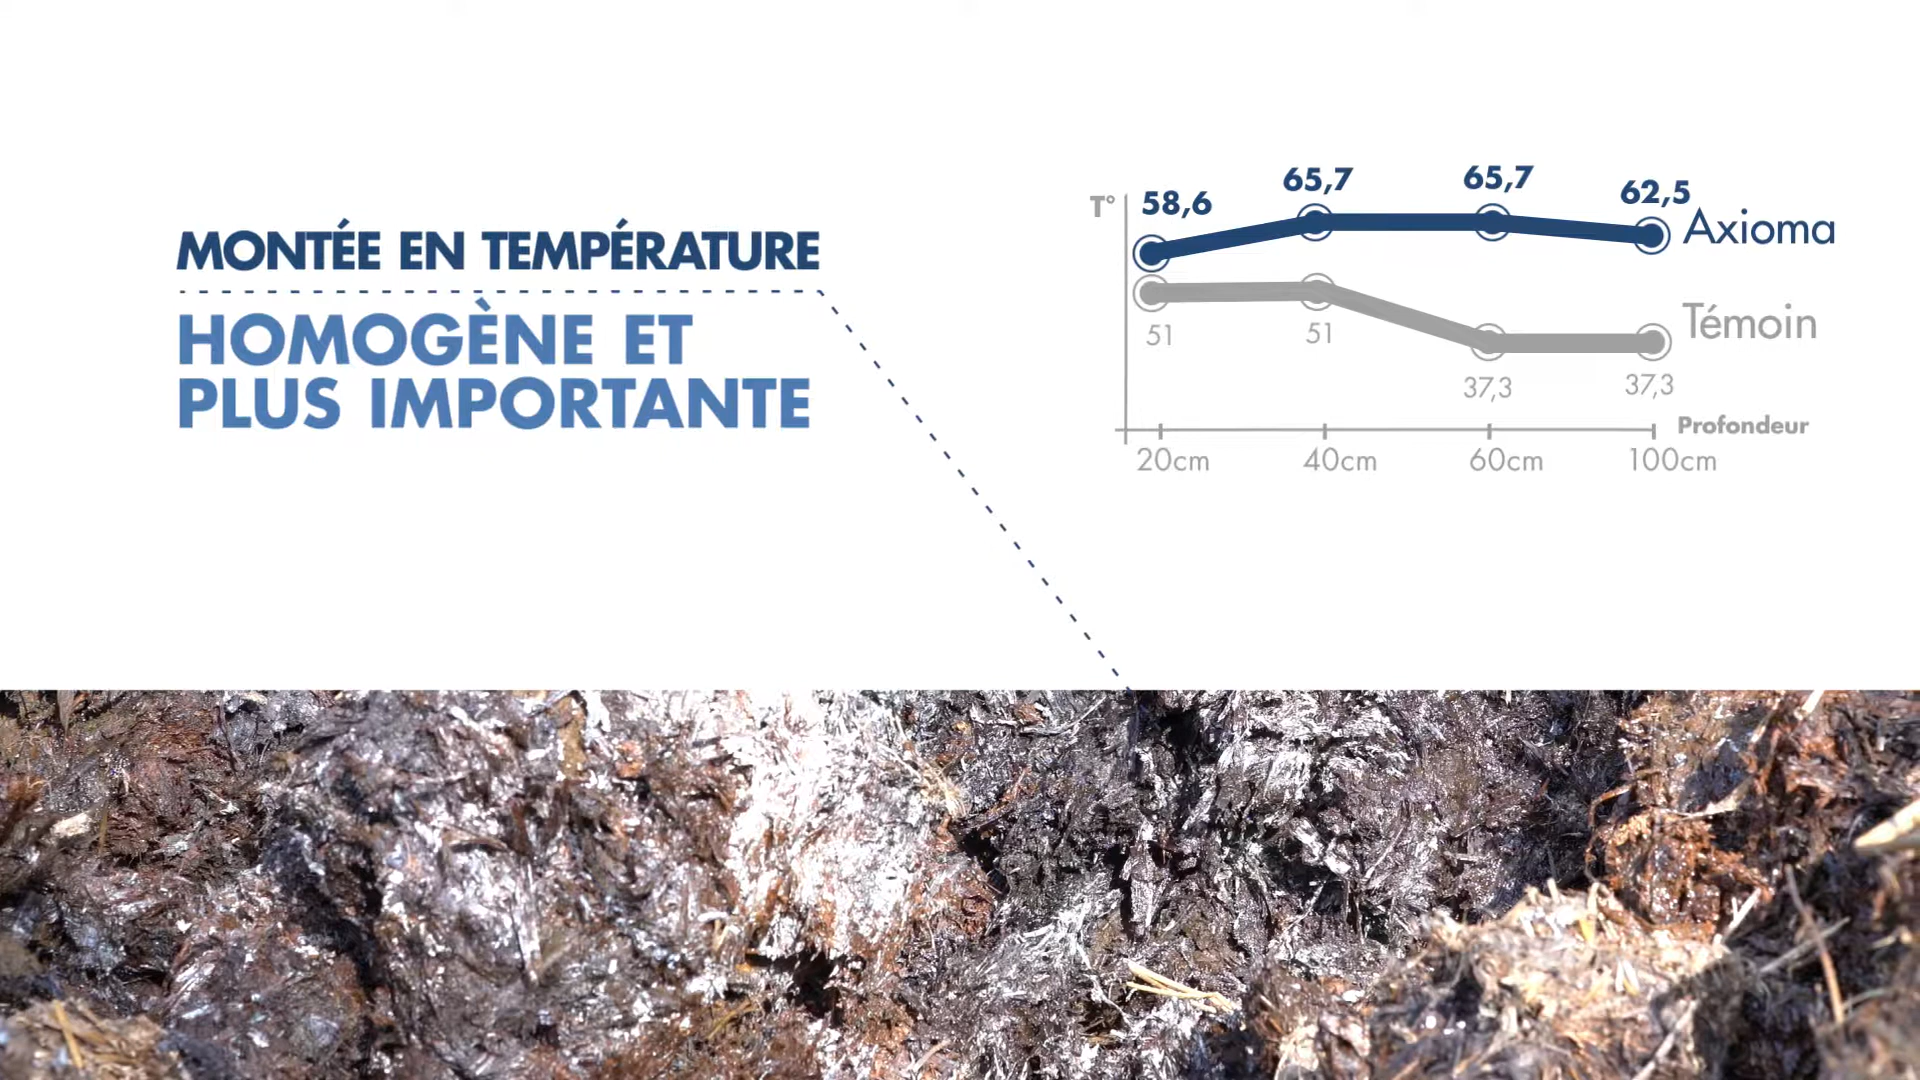 MONTÉE EN TEMPÉRATURE
HOMOGÈNE ET
PLUS IMPORTANTE
T°
58,6
65,7
65,7
62,5
Axioma
51
51
37,3
37,3
Témoin
Profondeur
20cm
40cm
60cm
100cm